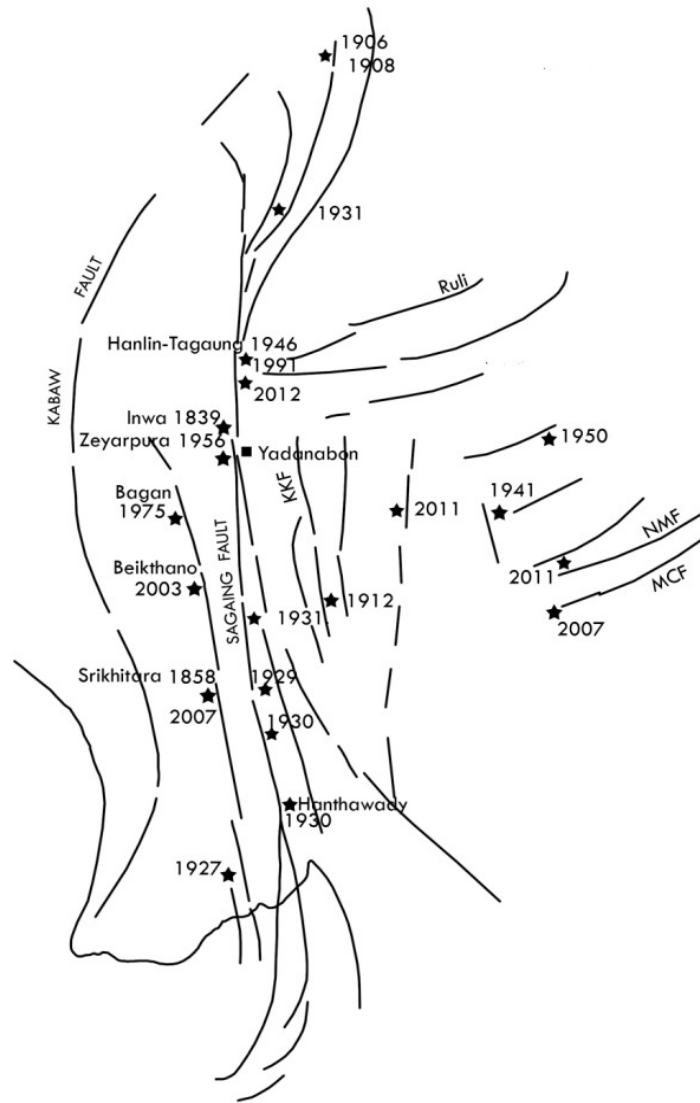 1906
1908
1931
FAULT
Ruli
Hanlin-Tagaung 1946
1991
2012
KABAW
Inwa 1839
Zeyarpura 1956
Yadanabon
1950
KKF
Bagan
1975
2011
1941
SAGAING FAULT
NMF
Beikthano
2003
2011
MCF
1912
1931.
2007
Srikhitara 1858
1929
2007
1930
Hanthawady
1930
1927